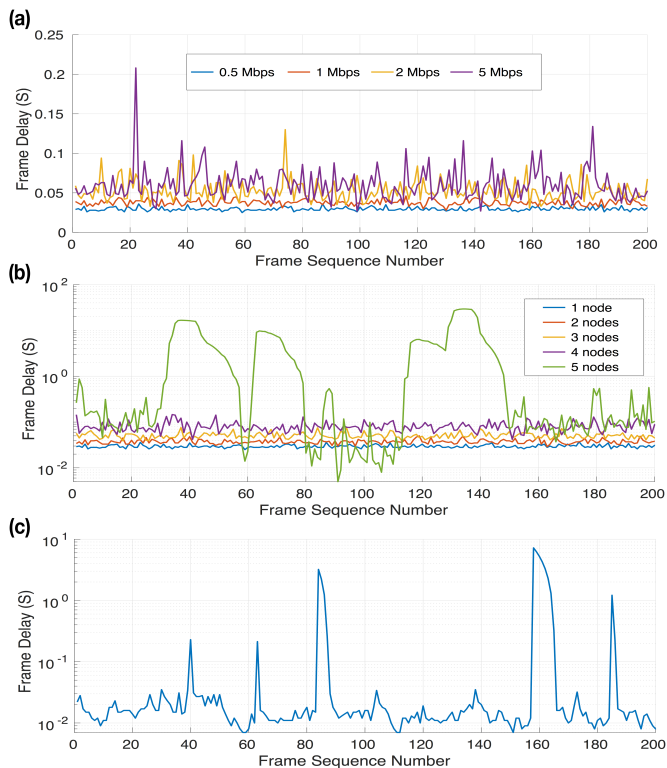 (a)
0.25
0.2
0.15
0.1
0.05
0
Frame Delay (S)
0.5 Mbps 1 Mbps 2 Mbps 5 Mbps
0 20 40 60 80 100 120 140 160 180 200
Frame Sequence Number
(b)
10^2
10^0
10^-2
Frame Delay (S)
1 node
2 nodes
3 nodes
4 nodes
5 nodes
0 20 40 60 80 100 120 140 160 180 200
Frame Sequence Number
(c)
10^1
10^0
10^-1
10^-2
Frame Delay (S)
0 20 40 60 80 100 120 140 160 180 200
Frame Sequence Number